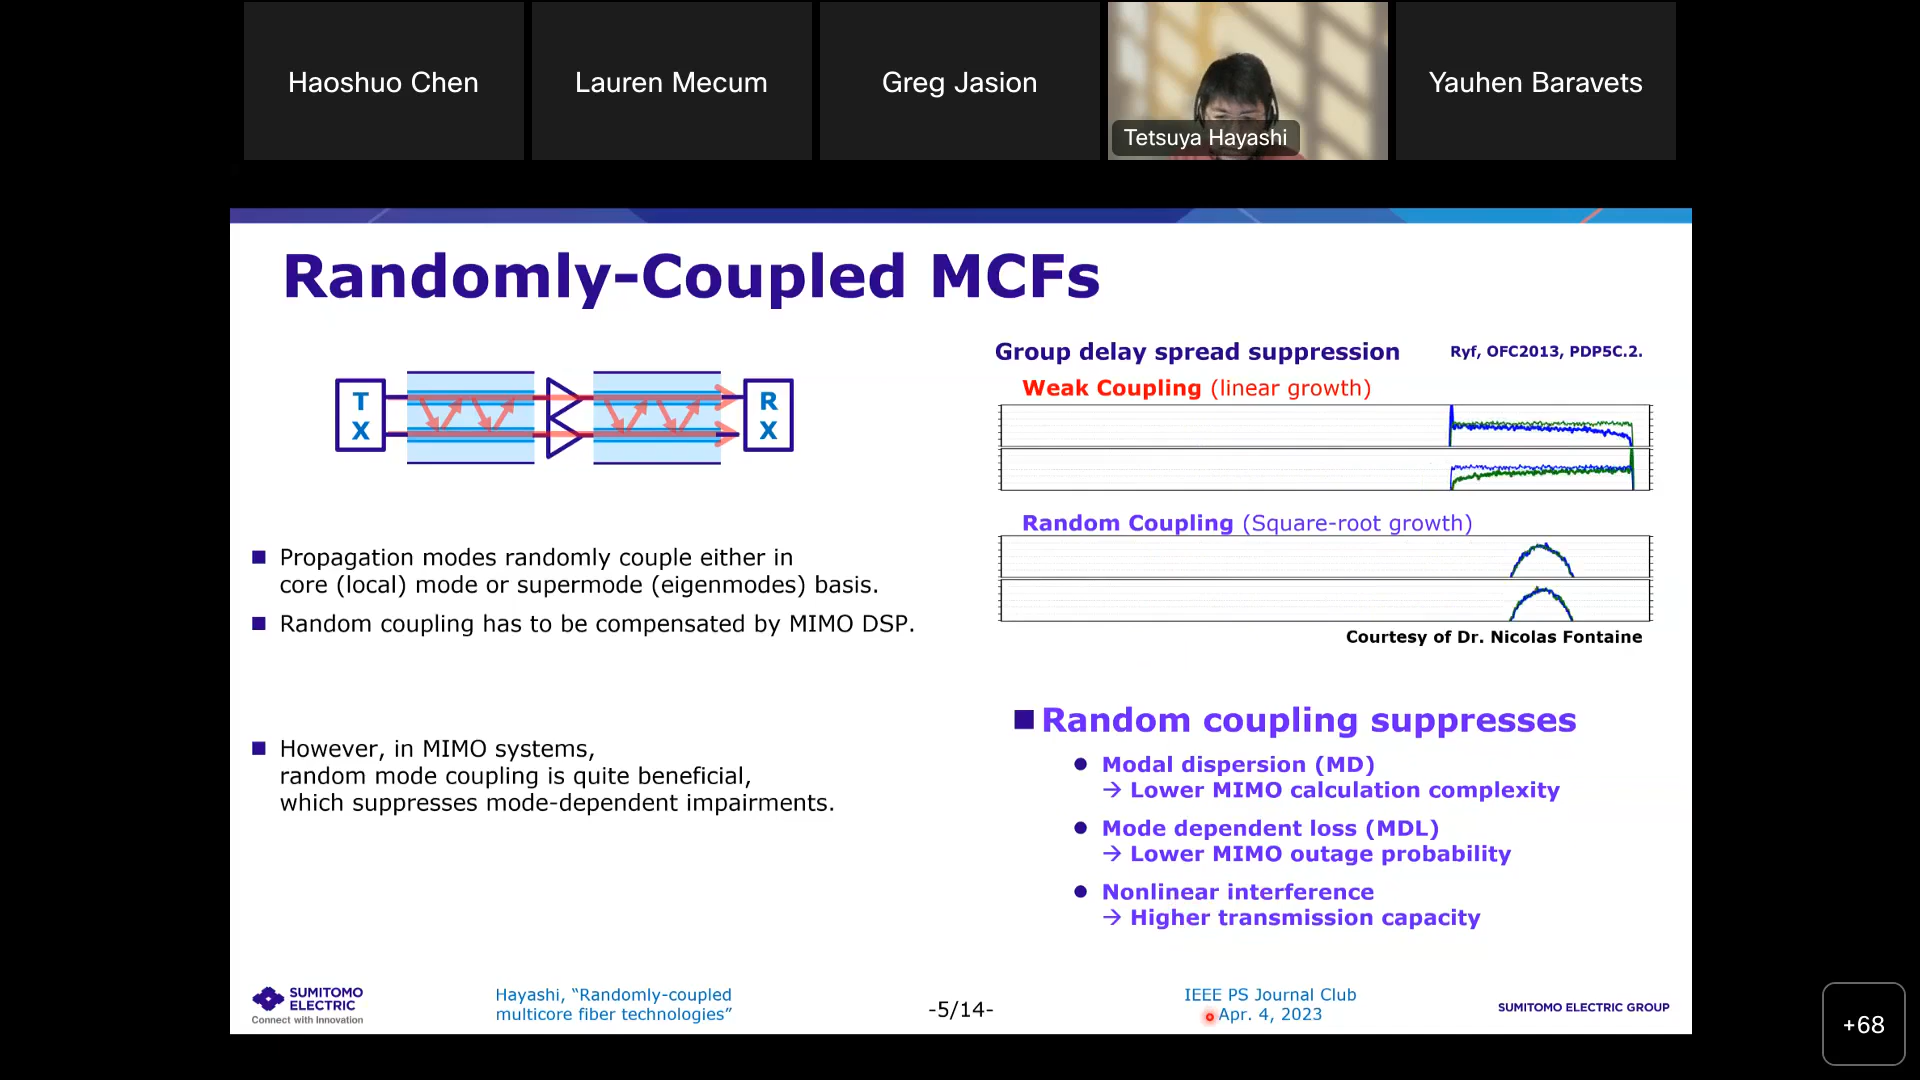 Haoshuo Chen
Lauren Mecum
Greg Jasion
Tetsuya Hayashi
Yauhen Baravets
Randomly-Coupled MCFs
T
X
R
X
Propagation modes randomly couple either in
core (local) mode or supermode (eigenmodes) basis.
Random coupling has to be compensated by MIMO DSP.
However, in MIMO systems,
random mode coupling is quite beneficial,
which suppresses mode-dependent impairments.
Group delay spread suppression
Ryf, OFC2013, PDP5C.2.
Weak Coupling (linear growth)
Random Coupling (Square-root growth)
Courtesy of Dr. Nicolas Fontaine
Random coupling suppresses
Modal dispersion (MD)
→ Lower MIMO calculation complexity
Mode dependent loss (MDL)
→ Lower MIMO outage probability
Nonlinear interference
→ Higher transmission capacity
SUMITOMO
ELECTRIC
Connect with Innovation
Hayashi, “Randomly-coupled
multicore fiber technologies”
-5/14-
IEEE PS Journal Club
Apr. 4, 2023
SUMITOMO ELECTRIC GROUP
+68